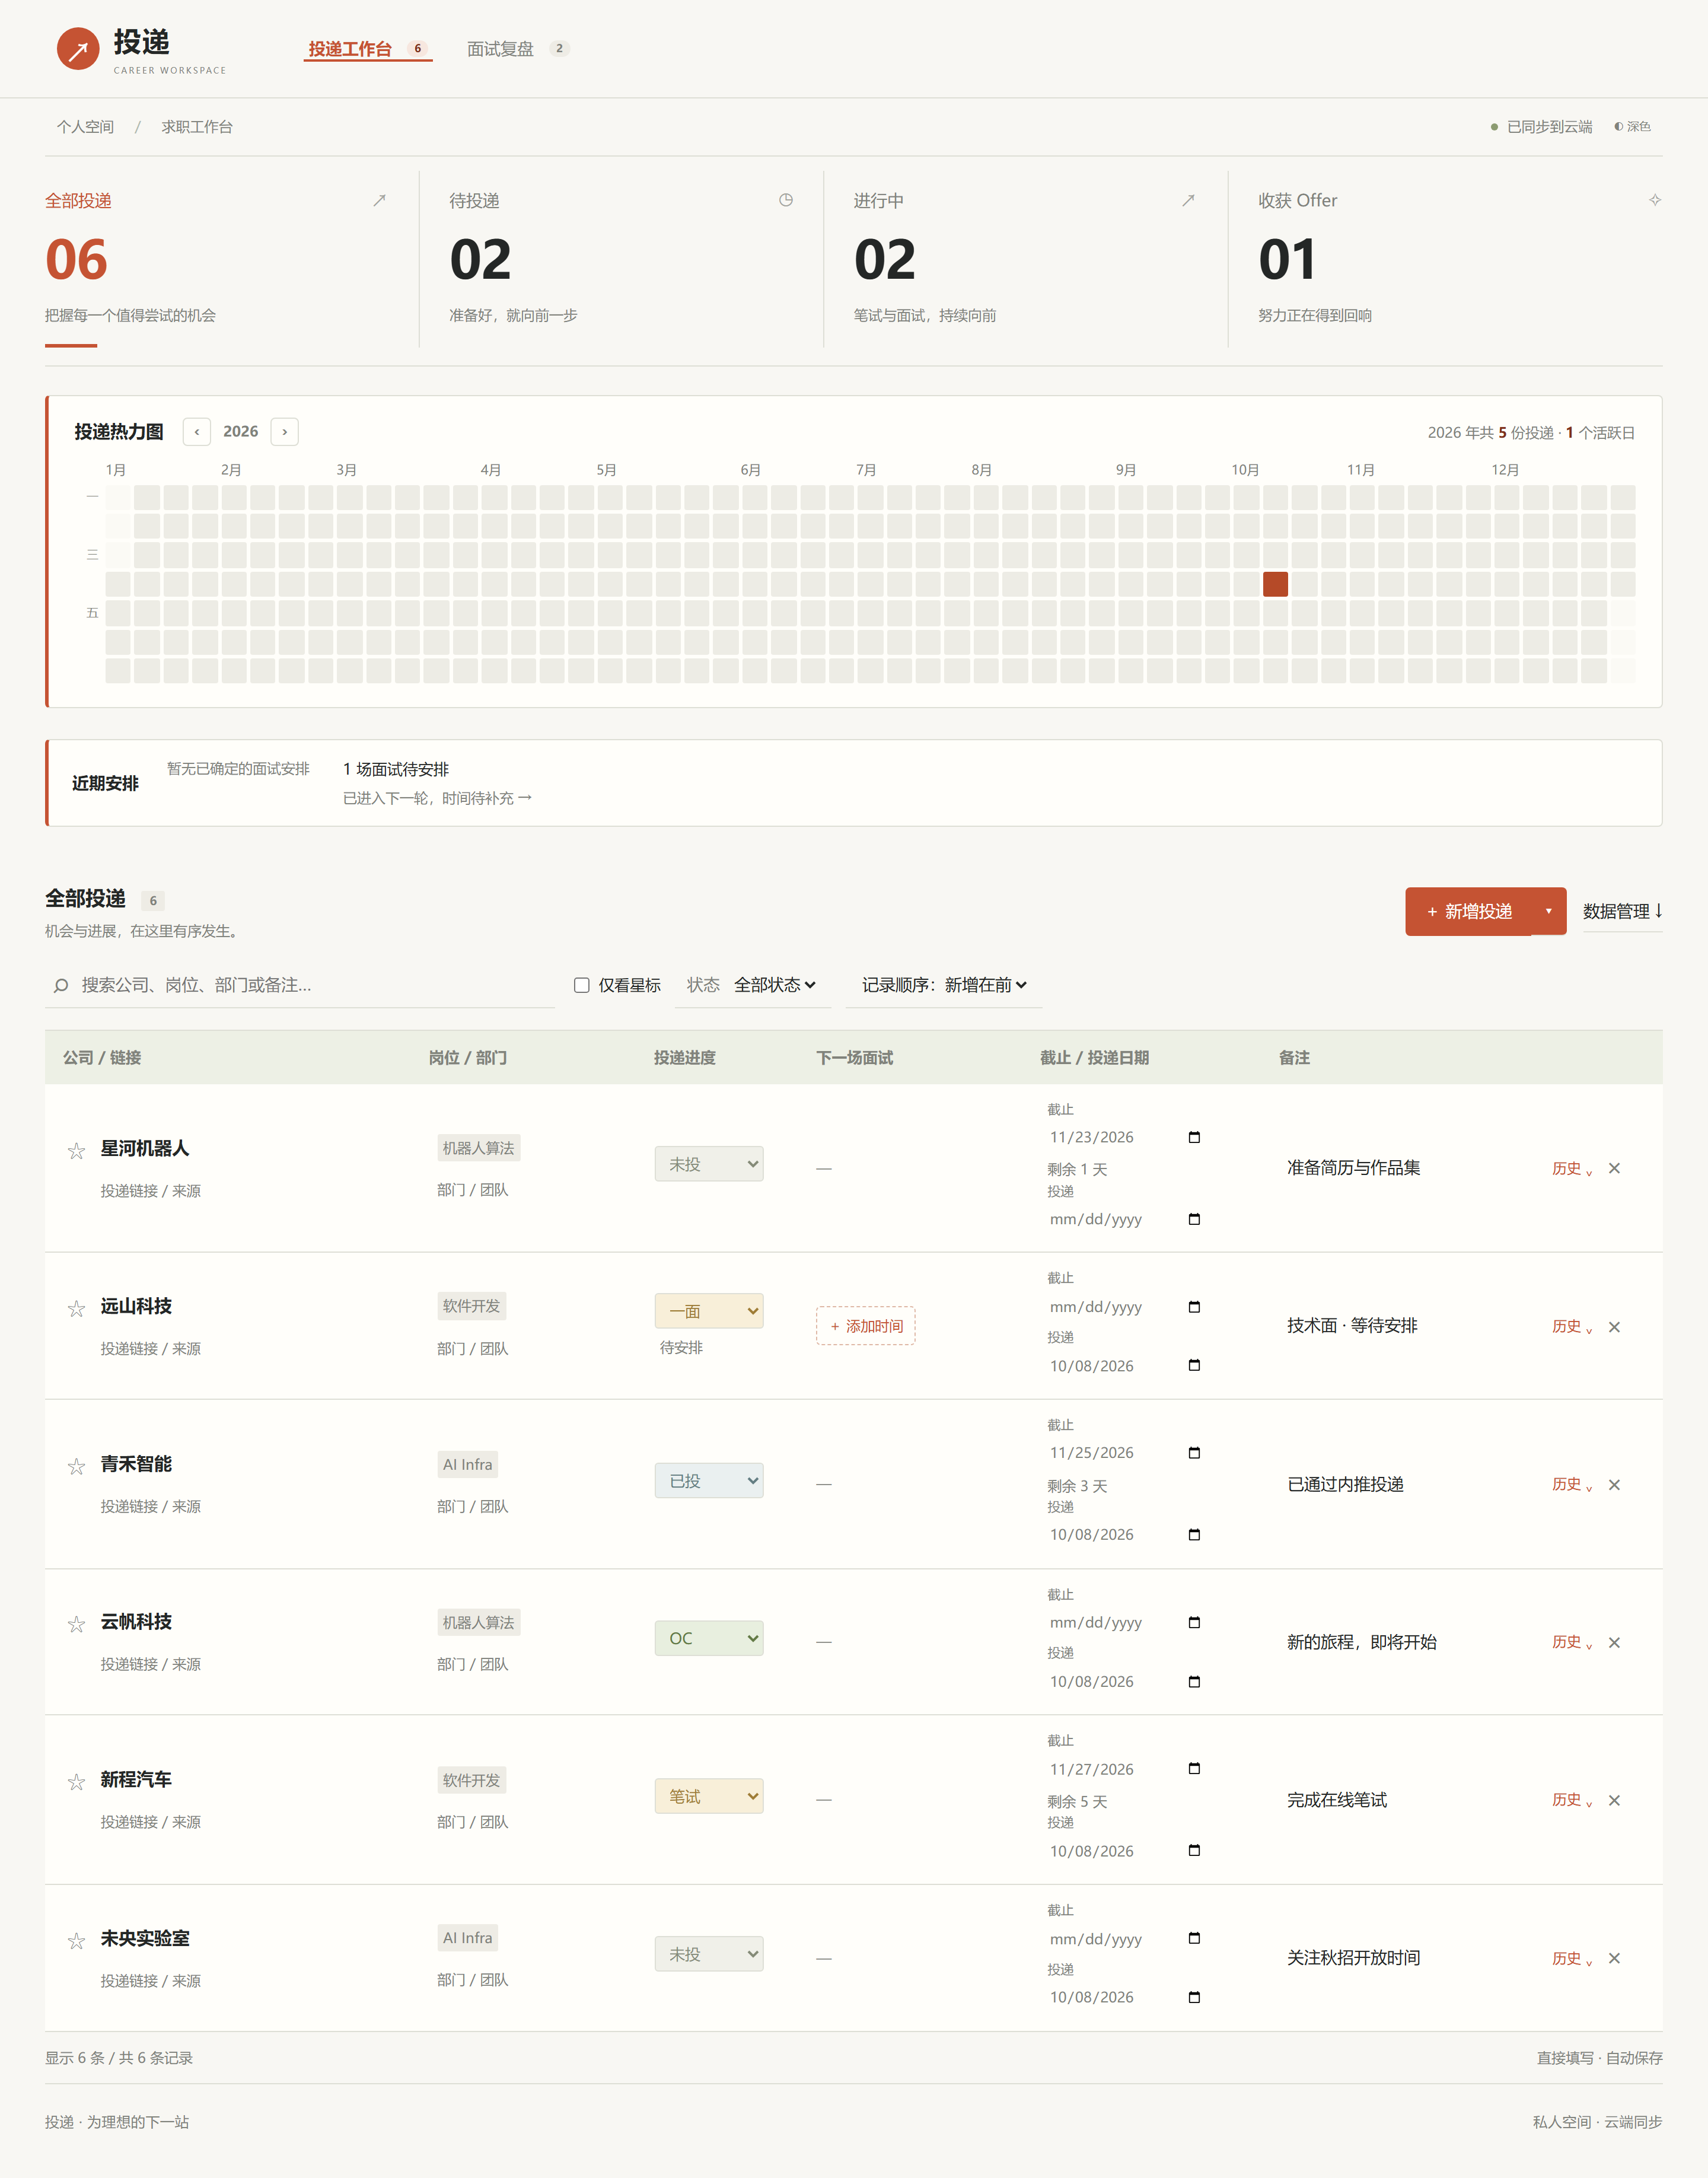 投递
CAREER WORKSPACE
投递工作台 6
面试复盘 2
个人空间 / 求职工作台
已同步到云端
深色
全部投递
06
把握每一个值得尝试的机会
待投递
02
准备好，就向前一步
进行中
02
笔试与面试，持续向前
收获 Offer
01
努力正在得到回响
投递热力图 ‹ 2026 ›
2026 年共 5 份投递 · 1 个活跃日
1月 2月 3月 4月 5月 6月 7月 8月 9月 10月 11月 12月
一
三
五
近期安排
暂无已确定的面试安排
1 场面试待安排
已进入下一轮，时间待补充 →
全部投递 6
机会与进展，在这里有序发生。
+ 新增投递 ▾
数据管理 ↓
搜索公司、岗位、部门或备注...
仅看星标
状态 全部状态
记录顺序：新增在前
公司 / 链接 岗位 / 部门 投递进度 下一场面试 截止 / 投递日期 备注
星河机器人
投递链接 / 来源
机器人算法
部门 / 团队
未投
—
截止
11/23/2026
剩余 1 天
投递
mm/dd/yyyy
准备简历与作品集
历史 ˬ ✕
远山科技
投递链接 / 来源
软件开发
部门 / 团队
一面
待安排
+ 添加时间
截止
mm/dd/yyyy
投递
10/08/2026
技术面 · 等待安排
历史 ˬ ✕
青禾智能
投递链接 / 来源
AI Infra
部门 / 团队
已投
—
截止
11/25/2026
剩余 3 天
投递
10/08/2026
已通过内推投递
历史 ˬ ✕
云帆科技
投递链接 / 来源
机器人算法
部门 / 团队
OC
—
截止
mm/dd/yyyy
投递
10/08/2026
新的旅程，即将开始
历史 ˬ ✕
新程汽车
投递链接 / 来源
软件开发
部门 / 团队
笔试
—
截止
11/27/2026
剩余 5 天
投递
10/08/2026
完成在线笔试
历史 ˬ ✕
未央实验室
投递链接 / 来源
AI Infra
部门 / 团队
未投
—
截止
mm/dd/yyyy
投递
10/08/2026
关注秋招开放时间
历史 ˬ ✕
显示 6 条 / 共 6 条记录
直接填写 · 自动保存
投递 · 为理想的下一站
私人空间 · 云端同步